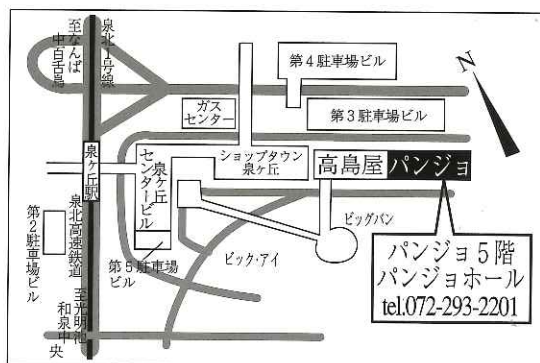 泉北1号線
至なんば
中百舌鳥
第4駐車場ビル
N
ガス
センター
第3駐車場ビル
泉ヶ丘駅
泉ヶ丘
センタービル
ショップタウン
泉ヶ丘
高島屋
パンジョ
第2駐車場ビル
泉北高速鉄道
第5駐車場
ビル
ビック・アイ
ビッグバン
パンジョ5階
パンジョホール
tel.072-293-2201
至光明池
和泉中央